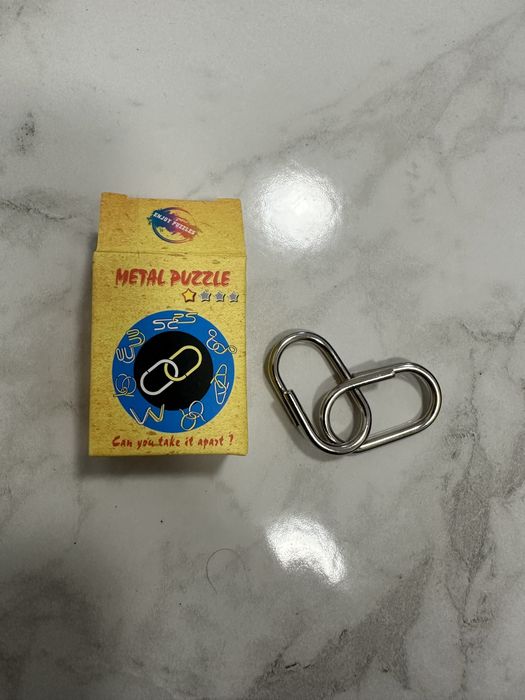 ENJOY PUZZLES
METAL PUZZLE
Can you take it apart ?